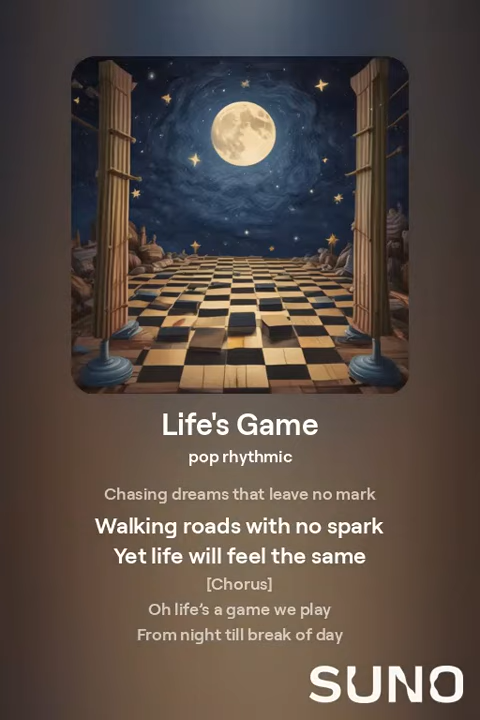 Life's Game
pop rhythmic
Chasing dreams that leave no mark
Walking roads with no spark
Yet life will feel the same
[Chorus]
Oh life’s a game we play
From night till break of day
SUNO